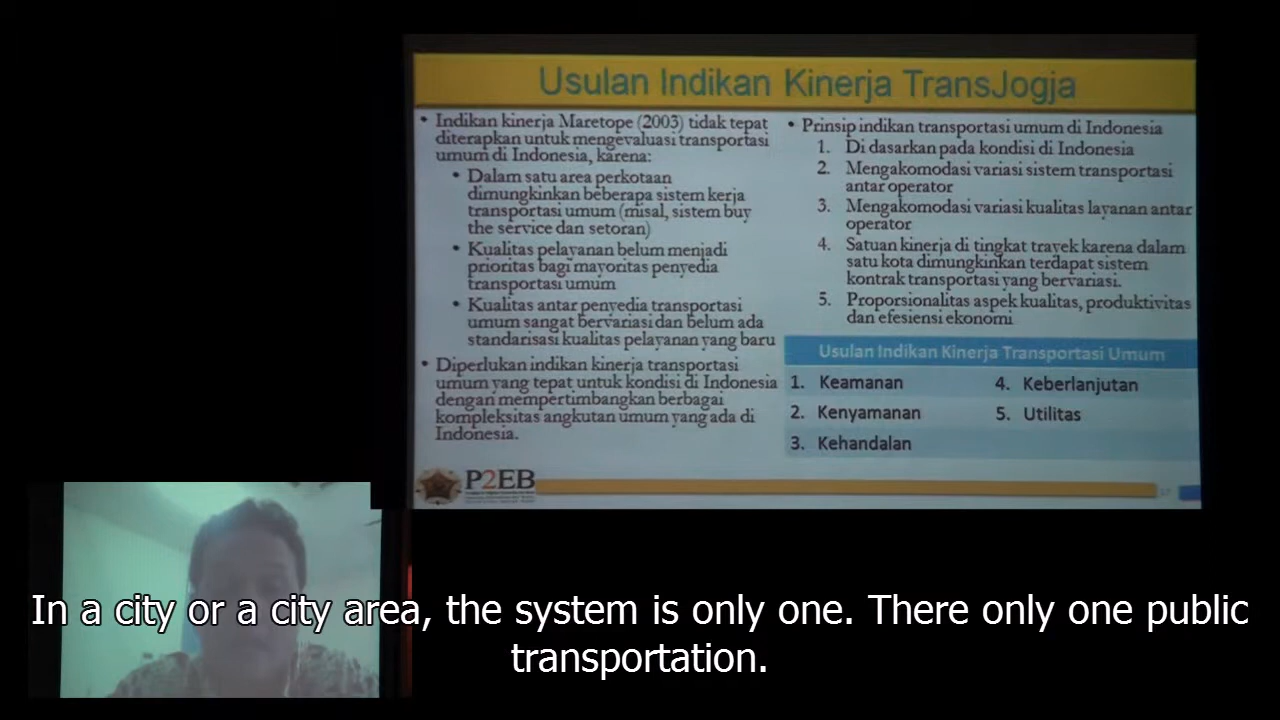 Usulan Indikan Kinerja TransJogja
• Indikan kinerja Maretope (2003) tidak tepat
diterapkan untuk mengevaluasi transportasi
umum di Indonesia, karena:
• Dalam satu area perkotaan
dimungkinkan beberapa sistem kerja
transportasi umum (misal, sistem buy
the service dan setoran)
• Kualitas pelayanan belum menjadi
prioritas bagi mayoritas penyedia
transportasi umum
• Kualitas antar penyedia transportasi
umum sangat bervariasi dan belum ada
standarisasi kualitas pelayanan yang baru
• Diperlukan indikan kinerja transportasi
umum yang tepat untuk kondisi di Indonesia
dengan mempertimbangkan berbagai
kompleksitas angkutan umum yang ada di
Indonesia.
• Prinsip indikan transportasi umum di Indonesia
1. Di dasarkan pada kondisi di Indonesia
2. Mengakomodasi variasi sistem transportasi
antar operator
3. Mengakomodasi variasi kualitas layanan antar
operator
4. Satuan kinerja di tingkat trayek karena dalam
satu kota dimungkinkan terdapat sistem
kontrak transportasi yang bervariasi.
5. Proporsionalitas aspek kualitas, produktivitas
dan efesiensi ekonomi
Usulan Indikan Kinerja Transportasi Umum
1. Keamanan
2. Kenyamanan
3. Kehandalan
4. Keberlanjutan
5. Utilitas
P2EB
In a city or a city area, the system is only one. There only one public
transportation.